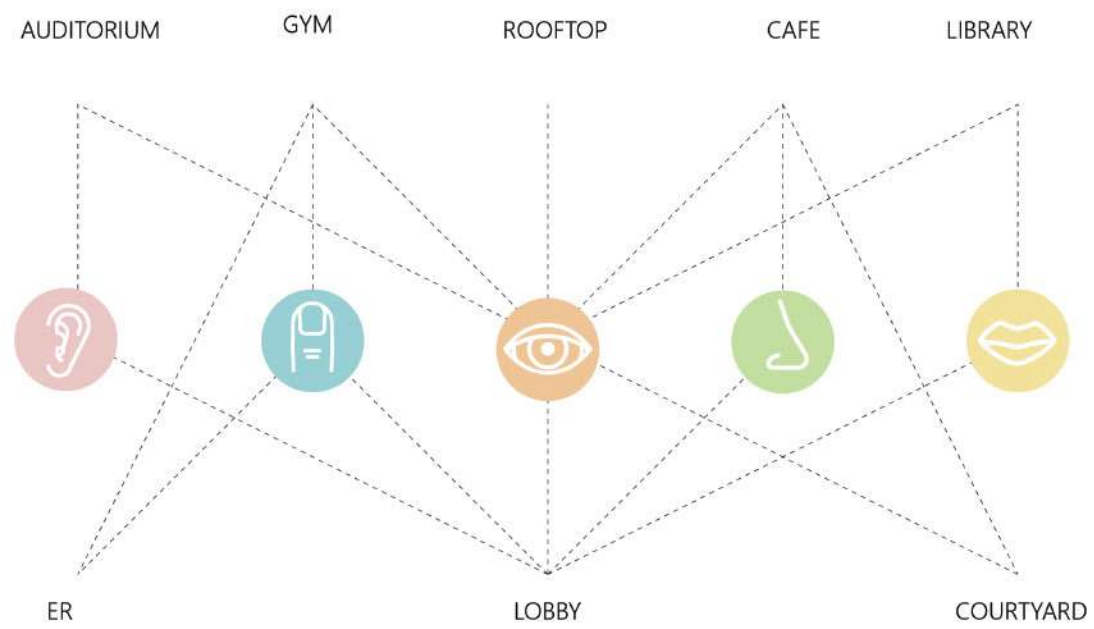 AUDITORIUM
GYM
ROOFTOP
CAFE
LIBRARY
ER
LOBBY
COURTYARD